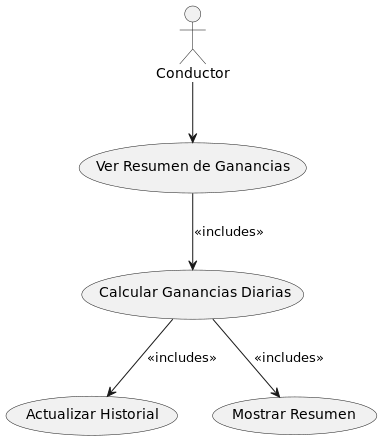 Conductor
Ver Resumen de Ganancias
«includes»
Calcular Ganancias Diarias
«includes»
«includes»
Actualizar Historial
Mostrar Resumen